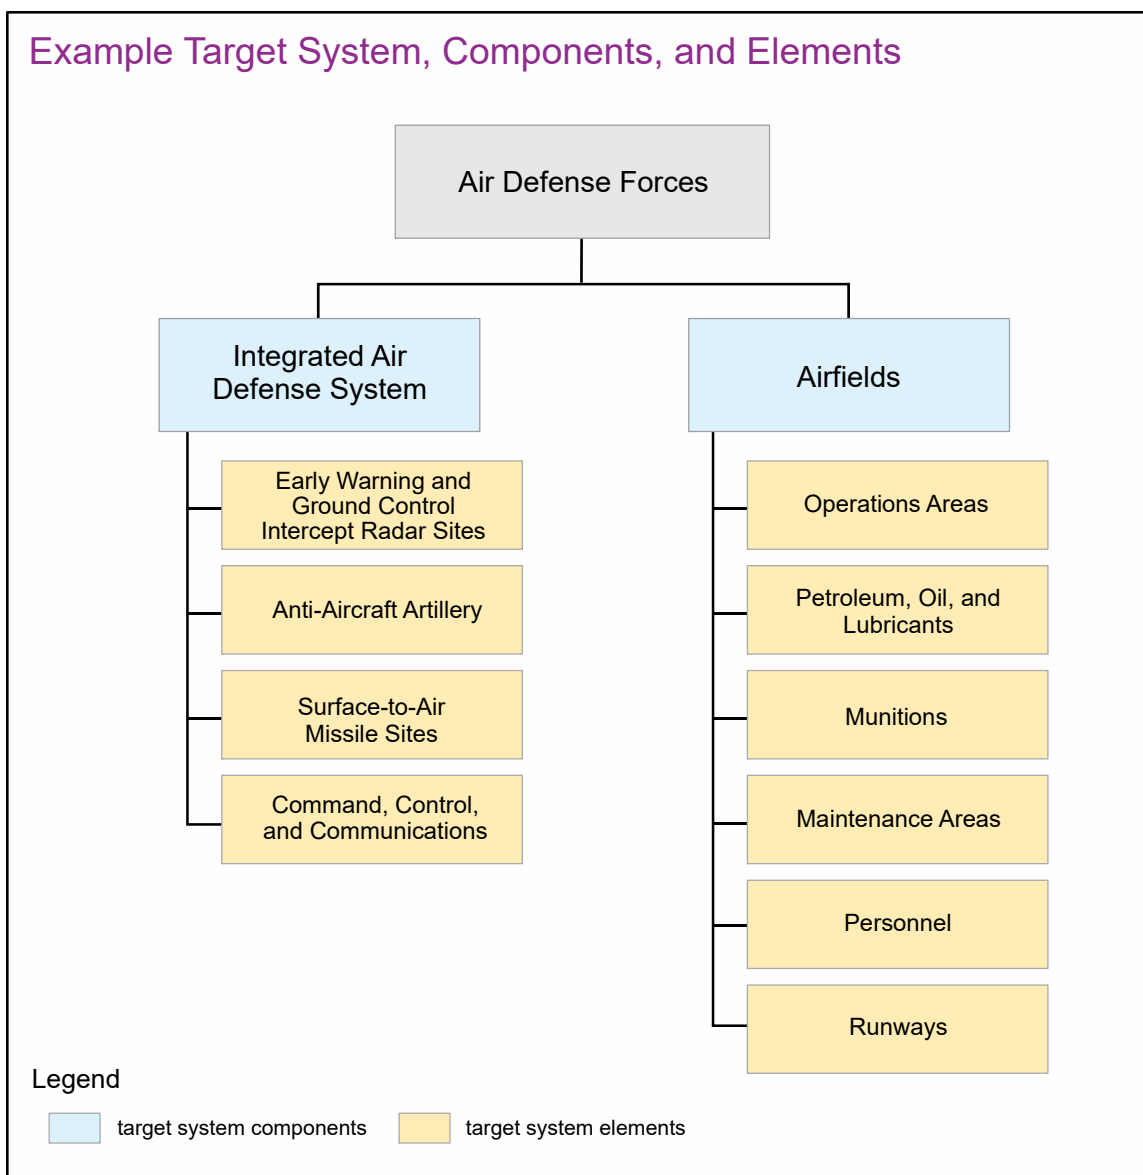 Example Target System, Components, and Elements
Air Defense Forces
Integrated Air
Defense System
Early Warning and
Ground Control
Intercept Radar Sites
Anti-Aircraft Artillery
Surface-to-Air
Missile Sites
Command, Control,
and Communications
Airfields
Operations Areas
Petroleum, Oil, and
Lubricants
Munitions
Maintenance Areas
Personnel
Runways
Legend
target system components
target system elements